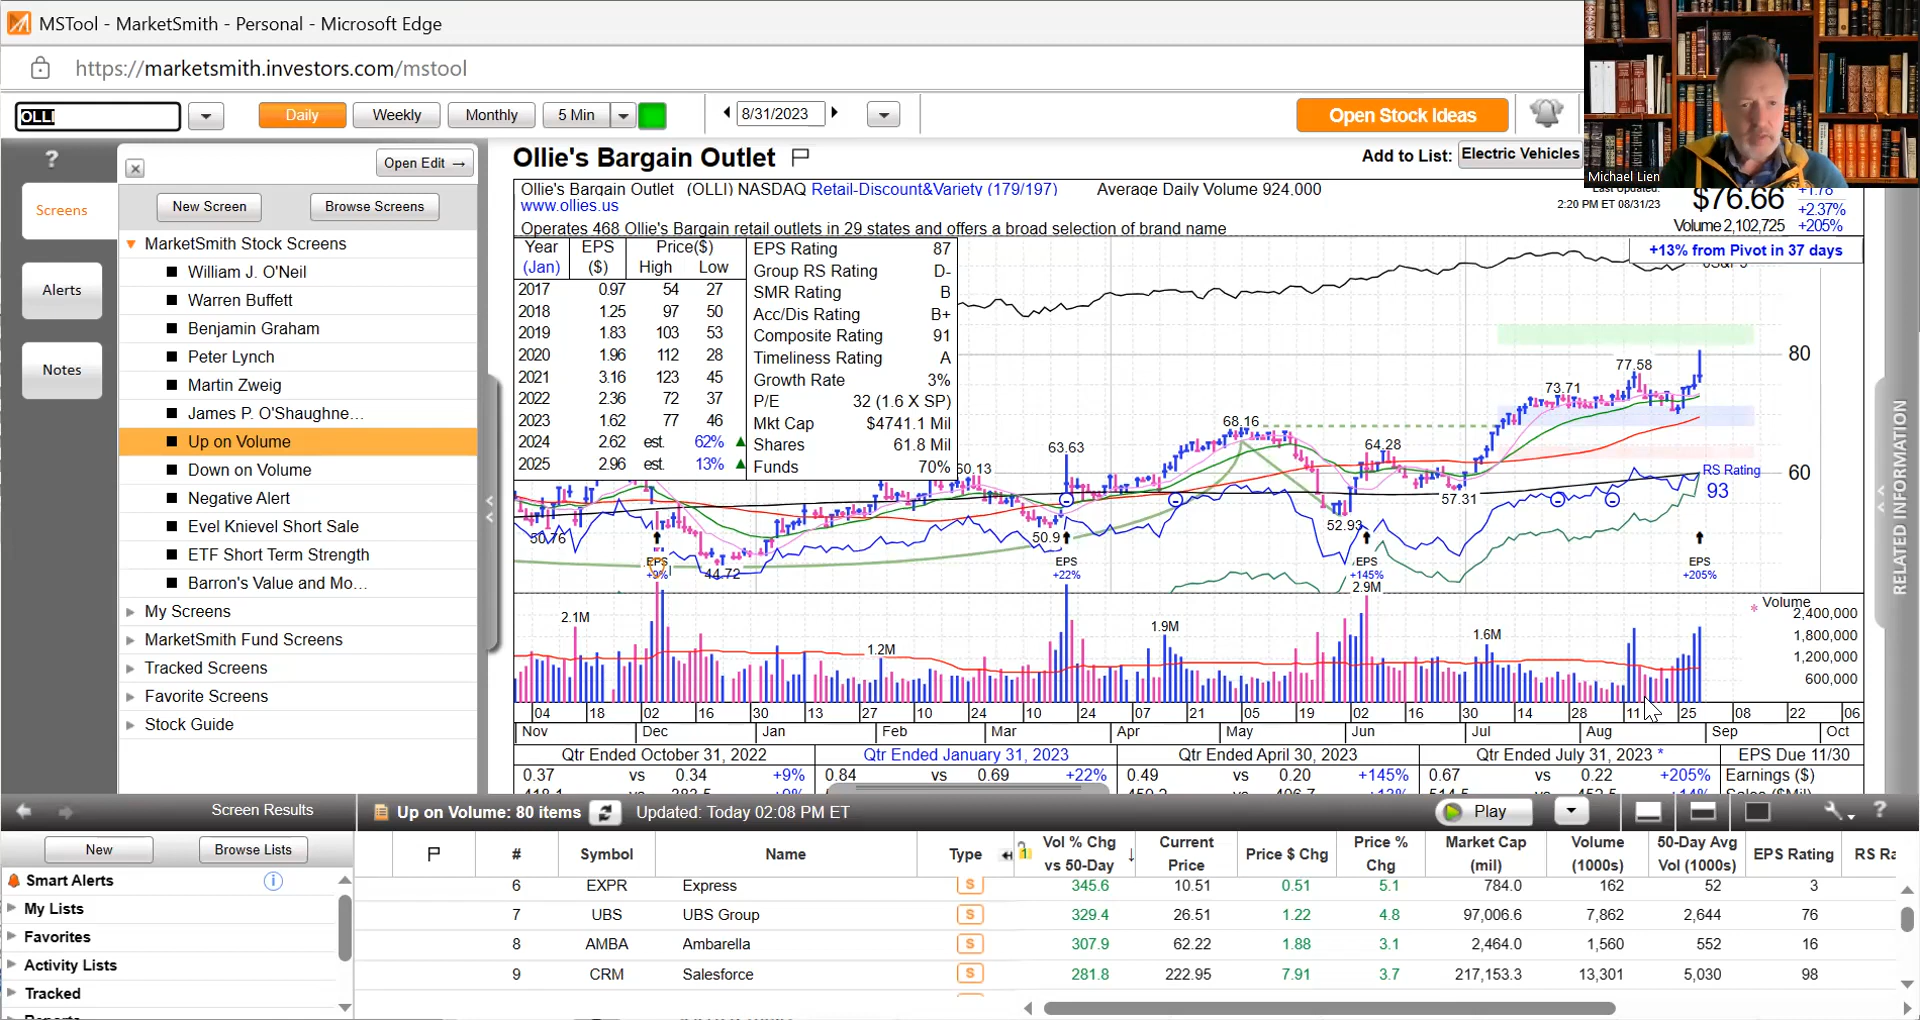 MSTool - MarketSmith - Personal - Microsoft Edge
https://marketsmith.investors.com/mstool
OLLI Daily Weekly Monthly 5 Min 8/31/2023 Open Stock Ideas
Michael Lien
? Open Edit →
Screens
Alerts
Notes
New Screen Browse Screens
MarketSmith Stock Screens
William J. O'Neil
Warren Buffett
Benjamin Graham
Peter Lynch
Martin Zweig
James P. O'Shaughne...
Up on Volume
Down on Volume
Negative Alert
Evel Knievel Short Sale
ETF Short Term Strength
Barron's Value and Mo...
My Screens
MarketSmith Fund Screens
Tracked Screens
Favorite Screens
Stock Guide
Ollie's Bargain Outlet Add to List: Electric Vehicles
Ollie's Bargain Outlet (OLLI) NASDAQ Retail-Discount&Variety (179/197) Average Daily Volume 924,000
www.ollies.us
Operates 468 Ollie's Bargain retail outlets in 29 states and offers a broad selection of brand name
Last Updated:
2:20 PM ET 08/31/23
$76.66 +1.78
+2.37%
Volume 2,102,725 +205%
+13% from Pivot in 37 days
Year EPS Price($)
(Jan) ($) High Low
2017 0.97 54 27
2018 1.25 97 50
2019 1.83 103 53
2020 1.96 112 28
2021 3.16 123 45
2022 2.36 72 37
2023 1.62 77 46
2024 2.62 est. 62%
2025 2.96 est. 13%
EPS Rating 87
Group RS Rating D-
SMR Rating B
Acc/Dis Rating B+
Composite Rating 91
Timeliness Rating A
Growth Rate 3%
P/E 32 (1.6 X SP)
Mkt Cap $4741.1 Mil
Shares 61.8 Mil
Funds 70%
80
77.58
73.71
68.16
64.28
63.63
60.13
60
RS Rating
93
57.31
52.93
50.9
50.76
44.72
EPS +9%
EPS +22%
EPS +145%
EPS +205%
2.9M
2.1M
1.9M
1.6M
1.2M
Volume
2,400,000
1,800,000
1,200,000
600,000
04 18 02 16 30 13 27 10 24 10 24 07 21 05 19 02 16 30 14 28 11 25 08 22 06
Nov Dec Jan Feb Mar Apr May Jun Jul Aug Sep Oct
Qtr Ended October 31, 2022 Qtr Ended January 31, 2023 Qtr Ended April 30, 2023 Qtr Ended July 31, 2023 * EPS Due 11/30
0.37 vs 0.34 +9% 0.84 vs 0.69 +22% 0.49 vs 0.20 +145% 0.67 vs 0.22 +205% Earnings ($)
RELATED INFORMATION
Screen Results Up on Volume: 80 items Updated: Today 02:08 PM ET Play ?
New Browse Lists
Smart Alerts
My Lists
Favorites
Activity Lists
Tracked
# Symbol Name Type Vol % Chg vs 50-Day Current Price Price $ Chg Price % Chg Market Cap (mil) Volume (1000s) 50-Day Avg Vol (1000s) EPS Rating RS Ra
6 EXPR Express S 345.6 10.51 0.51 5.1 784.0 162 52 3
7 UBS UBS Group S 329.4 26.51 1.22 4.8 97,006.6 7,862 2,644 76
8 AMBA Ambarella S 307.9 62.22 1.88 3.1 2,464.0 1,560 552 16
9 CRM Salesforce S 281.8 222.95 7.91 3.7 217,153.3 13,301 5,030 98